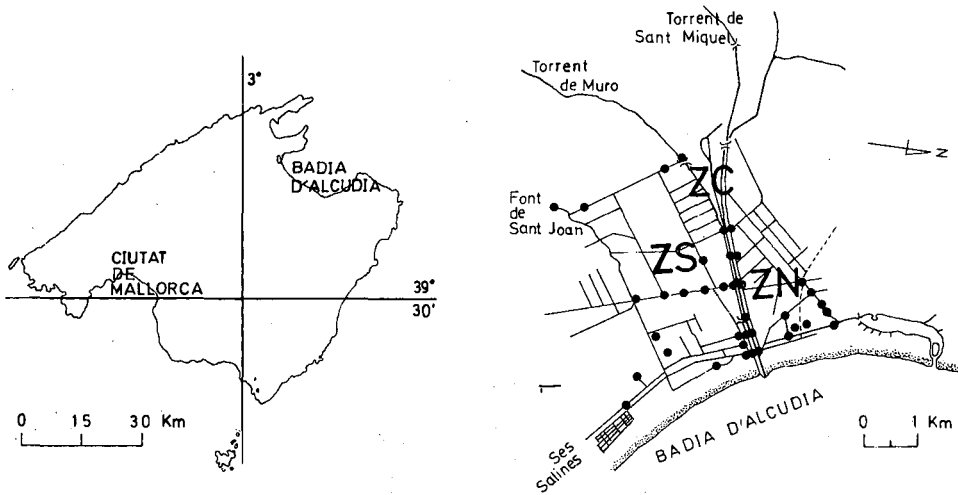 3°
BADIA
D'ALCUDIA
CIUTAT
DE
MALLORCA
39°
30'
0 15 30 Km
Torrent de
Sant Miquel
Torrent
de Muro
N
ZC
Font
de
Sant Joan
ZS
ZN
Ses
Salines
BADIA D'ALCUDIA
0 1 Km